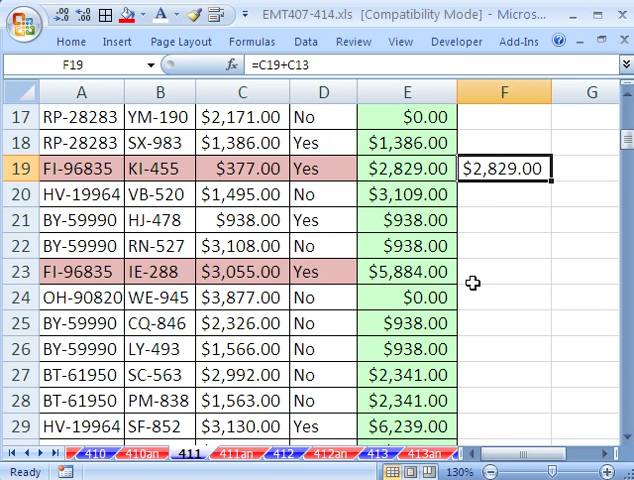 EMT407-414.xls [Compatibility Mode] - Micros...
Home Insert Page Layout Formulas Data Review View Developer Add-Ins
F19 fx =C19+C13
A B C D E F G
17 RP-28283 YM-190 $2,171.00 No $0.00
18 RP-28283 SX-983 $1,386.00 Yes $1,386.00
19 FI-96835 KI-455 $377.00 Yes $2,829.00 $2,829.00
20 HV-19964 VB-520 $1,495.00 No $3,109.00
21 BY-59990 HJ-478 $938.00 Yes $938.00
22 BY-59990 RN-527 $3,108.00 No $938.00
23 FI-96835 IE-288 $3,055.00 Yes $5,884.00
24 OH-90820 WE-945 $3,877.00 No $0.00
25 BY-59990 CQ-846 $2,326.00 No $938.00
26 BY-59990 LY-493 $1,566.00 No $938.00
27 BT-61950 SC-563 $2,992.00 No $2,341.00
28 BT-61950 PM-838 $1,563.00 No $2,341.00
29 HV-19964 SF-852 $3,130.00 Yes $6,239.00
410 410an 411 411an 412 412an 413 413an
Ready 130%